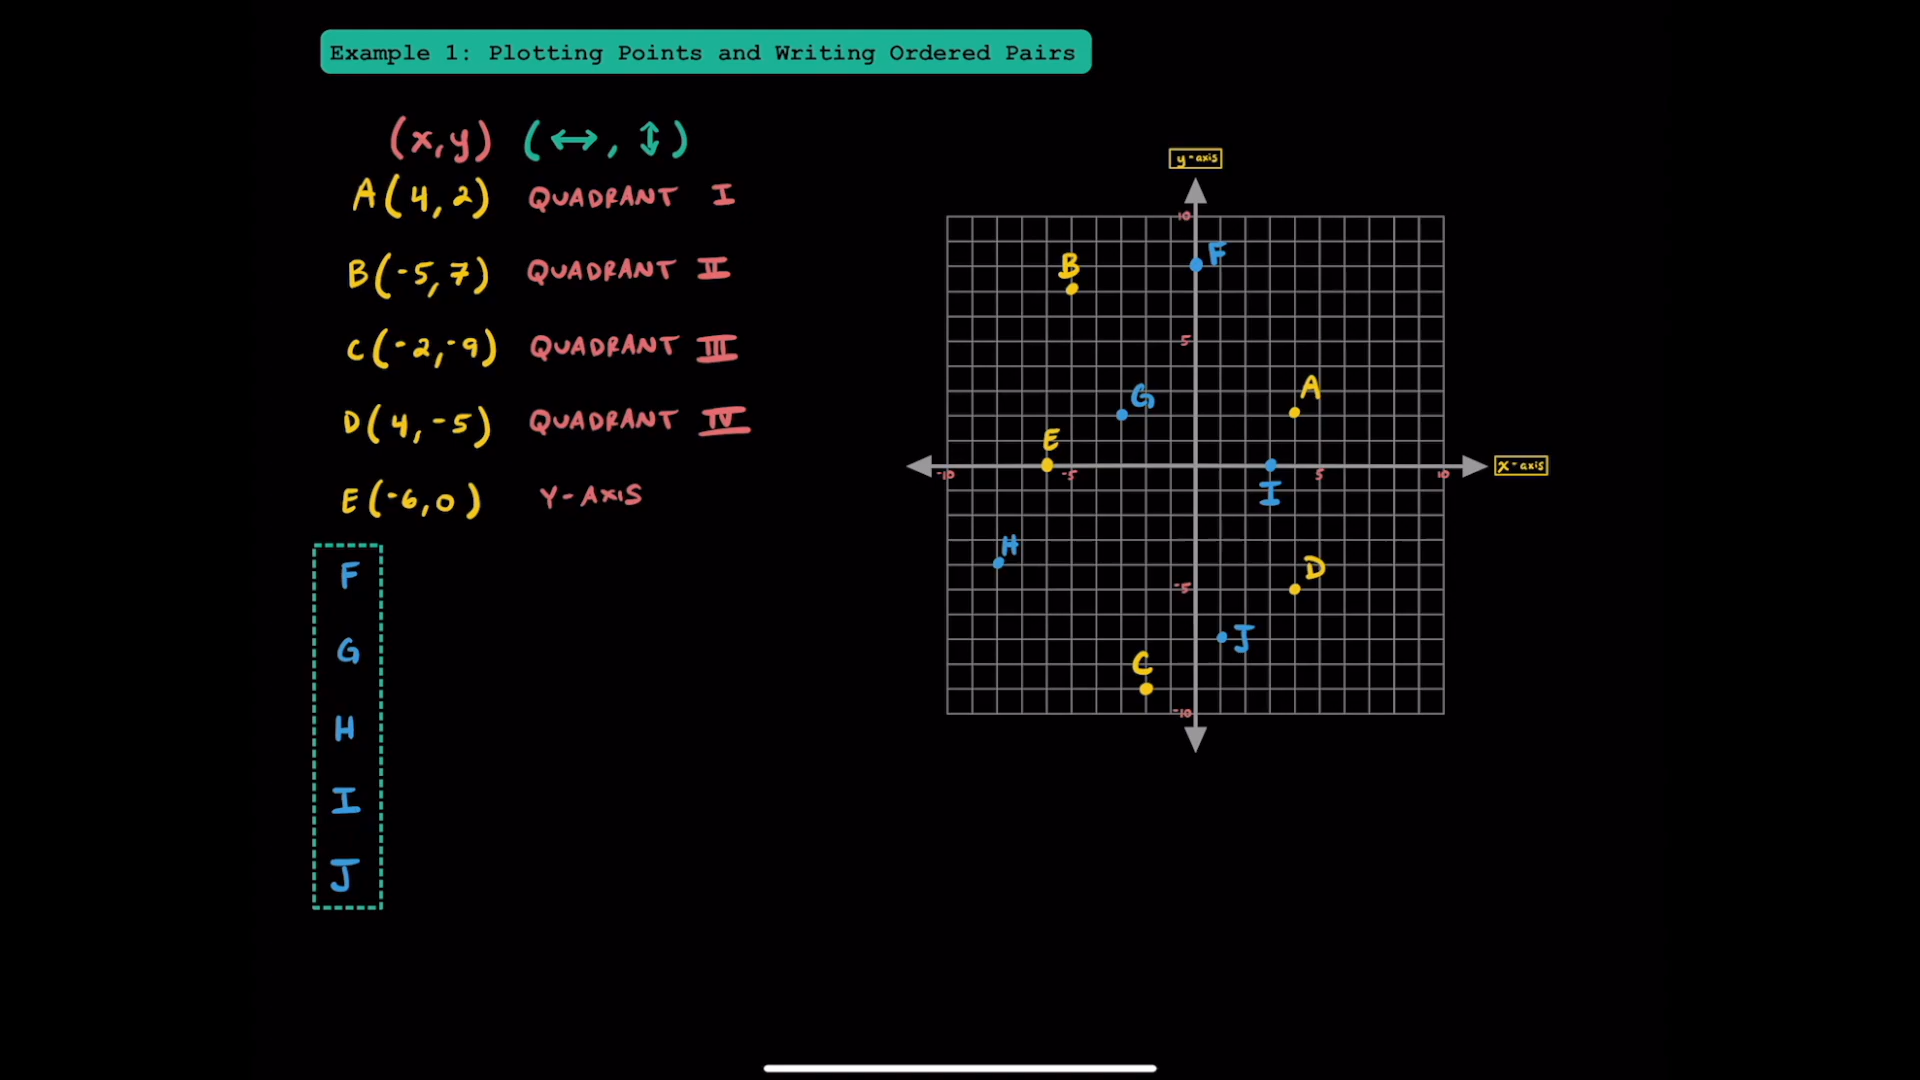 Example 1: Plotting Points and Writing Ordered Pairs
(x,y) (↔, ↕)
A(4,2) QUADRANT I
B(-5,7) QUADRANT II
C(-2,-9) QUADRANT III
D(4,-5) QUADRANT IV
E(-6,0) Y-AXIS
F
G
H
I
J
y-axis
10
F
B
5
A
G
E
-10 -5 5 10 x-axis
I
H
D
-5
J
C
-10